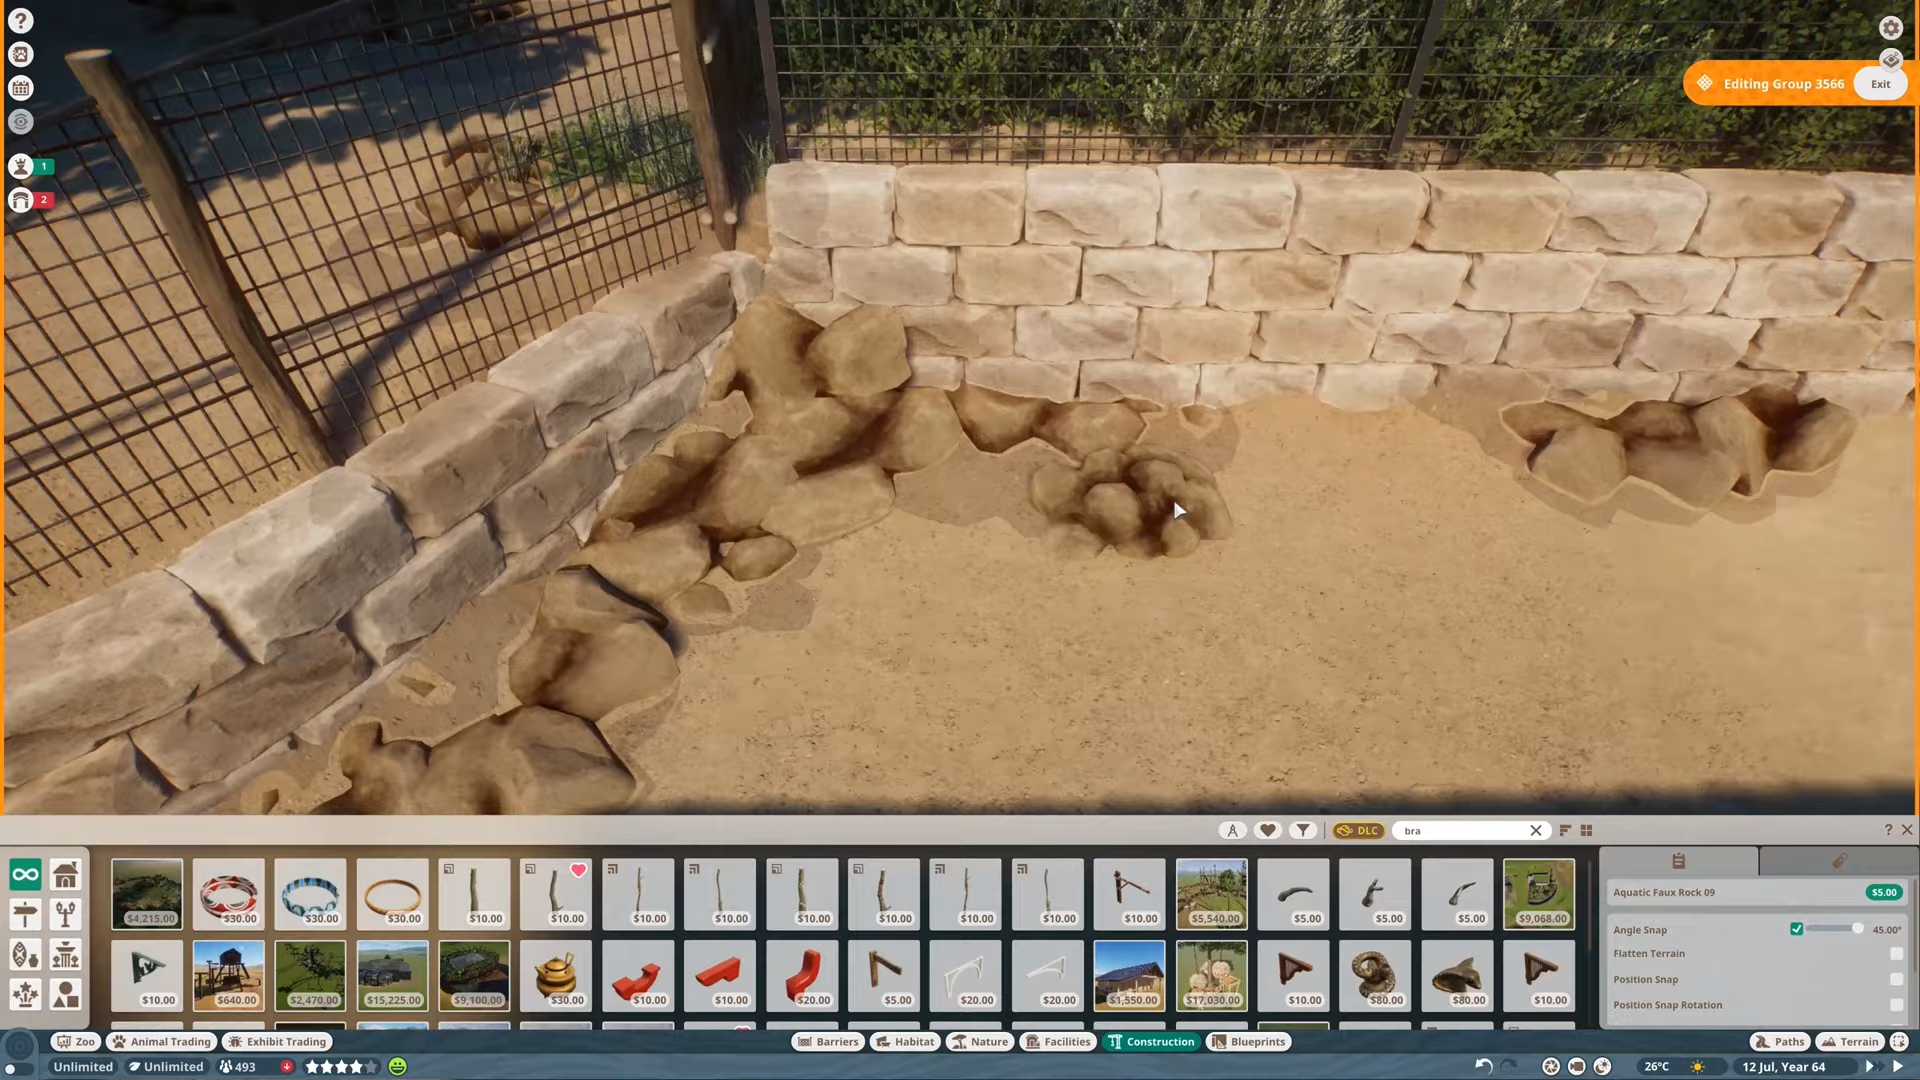 ?
Editing Group 3566 Exit
1
2
DLC bra ?
$4,215.00 $30.00 $30.00 $30.00 $10.00 $10.00 $10.00 $10.00 $10.00 $10.00 $10.00 $10.00 $10.00 $5,540.00 $5.00 $5.00 $5.00 $9,068.00
$10.00 $640.00 $2,470.00 $15,225.00 $9,100.00 $30.00 $10.00 $10.00 $20.00 $5.00 $20.00 $20.00 $1,550.00 $17,030.00 $10.00 $80.00 $80.00 $10.00
Aquatic Faux Rock 09 $5.00
Angle Snap 45.00°
Flatten Terrain
Position Snap
Position Snap Rotation
Zoo Animal Trading Exhibit Trading Barriers Habitat Nature Facilities Construction Blueprints Paths Terrain
Unlimited Unlimited 493 26°C 12 Jul, Year 64